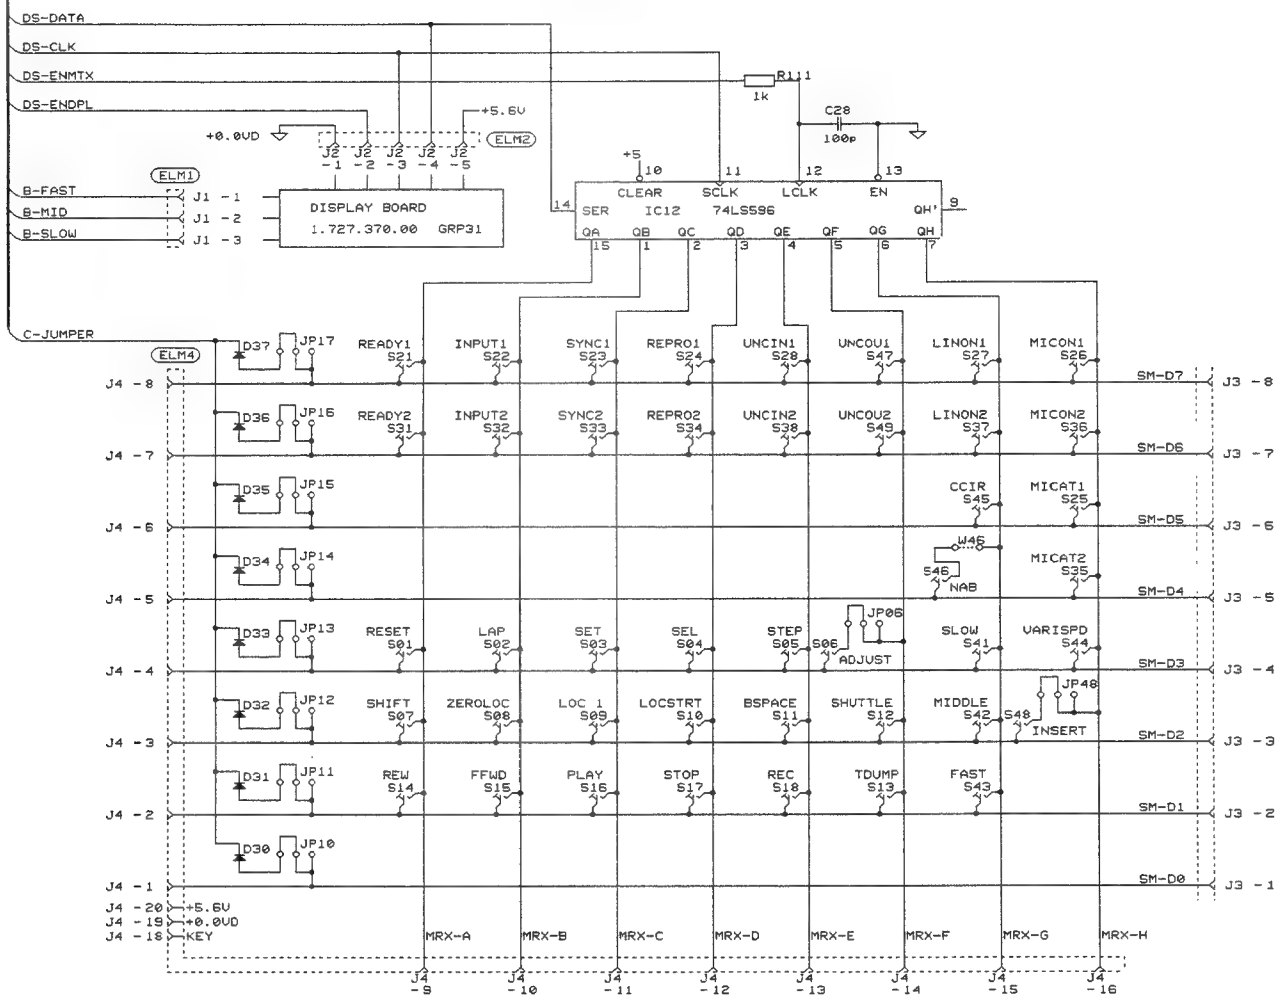 DS-DATA
DS-CLK
DS-ENMTX
R111
1k
DS-ENDPL
+5.6V
C28
100p
+0.0VD
ELM2
J2 J2 J2 J2 J2
-1 -2 -3 -4 -5
+5
10 11 12 13
ELM1
CLEAR SCLK LCLK EN
B-FAST J1 -1
DISPLAY BOARD
14 SER IC12 74LS596 QH' 9
B-MID J1 -2
1.727.370.00 GRP31
B-SLOW J1 -3
QA QB QC QD QE QF QG QH
15 1 2 3 4 5 6 7
C-JUMPER
ELM4
D37 JP17
READY1 INPUT1 SYNC1 REPRO1 UNCIN1 UNCOU1 LINON1 MICON1
S21 S22 S23 S24 S28 S47 S27 S26
J4 -8 SM-D7 J3 -8
D36 JP16
READY2 INPUT2 SYNC2 REPRO2 UNCIN2 UNCOU2 LINON2 MICON2
S31 S32 S33 S34 S38 S49 S37 S36
J4 -7 SM-D6 J3 -7
D35 JP15
CCIR MICAT1
S45 S25
J4 -6 SM-D5 J3 -6
W46
D34 JP14
MICAT2
S46 S35
NAB
J4 -5 SM-D4 J3 -5
JP06
D33 JP13
RESET LAP SET SEL STEP SLOW VARISPD
S01 S02 S03 S04 S05 S06 S41 S44
ADJUST
J4 -4 SM-D3 J3 -4
JP48
D32 JP12
SHIFT ZEROLOC LOC 1 LOCSTRT BSPACE SHUTTLE MIDDLE
S07 S08 S09 S10 S11 S12 S42 S48
INSERT
J4 -3 SM-D2 J3 -3
D31 JP11
REW FFWD PLAY STOP REC TDUMP FAST
S14 S15 S16 S17 S18 S13 S43
J4 -2 SM-D1 J3 -2
D30 JP10
J4 -1 SM-D0 J3 -1
J4 -20 +5.6V
J4 -19 +0.0VD
J4 -18 KEY
MRX-A MRX-B MRX-C MRX-D MRX-E MRX-F MRX-G MRX-H
J4 J4 J4 J4 J4 J4 J4 J4
-9 -10 -11 -12 -13 -14 -15 -16